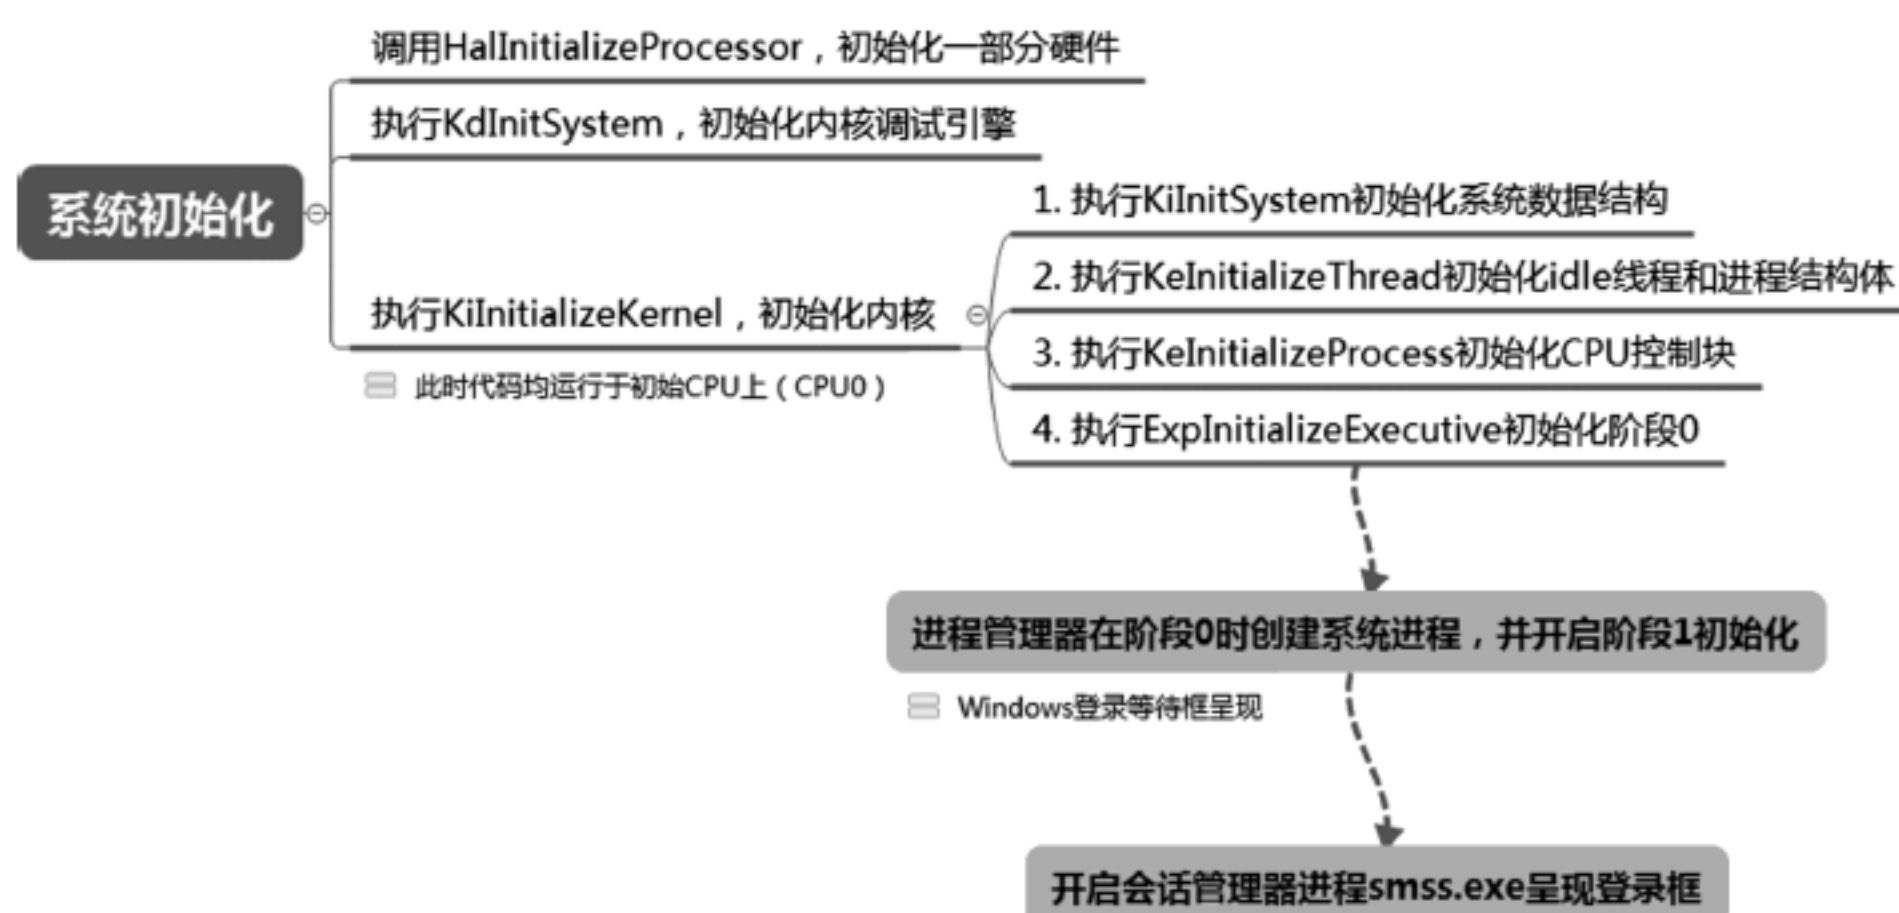 调用HalInitializeProcessor，初始化一部分硬件
执行KdInitSystem，初始化内核调试引擎
系统初始化
执行KiInitializeKernel，初始化内核
此时代码均运行于初始CPU上（CPU0）
1. 执行KiInitSystem初始化系统数据结构
2. 执行KeInitializeThread初始化idle线程和进程结构体
3. 执行KeInitializeProcess初始化CPU控制块
4. 执行ExpInitializeExecutive初始化阶段0
进程管理器在阶段0时创建系统进程，并开启阶段1初始化
Windows登录等待框呈现
开启会话管理器进程smss.exe呈现登录框